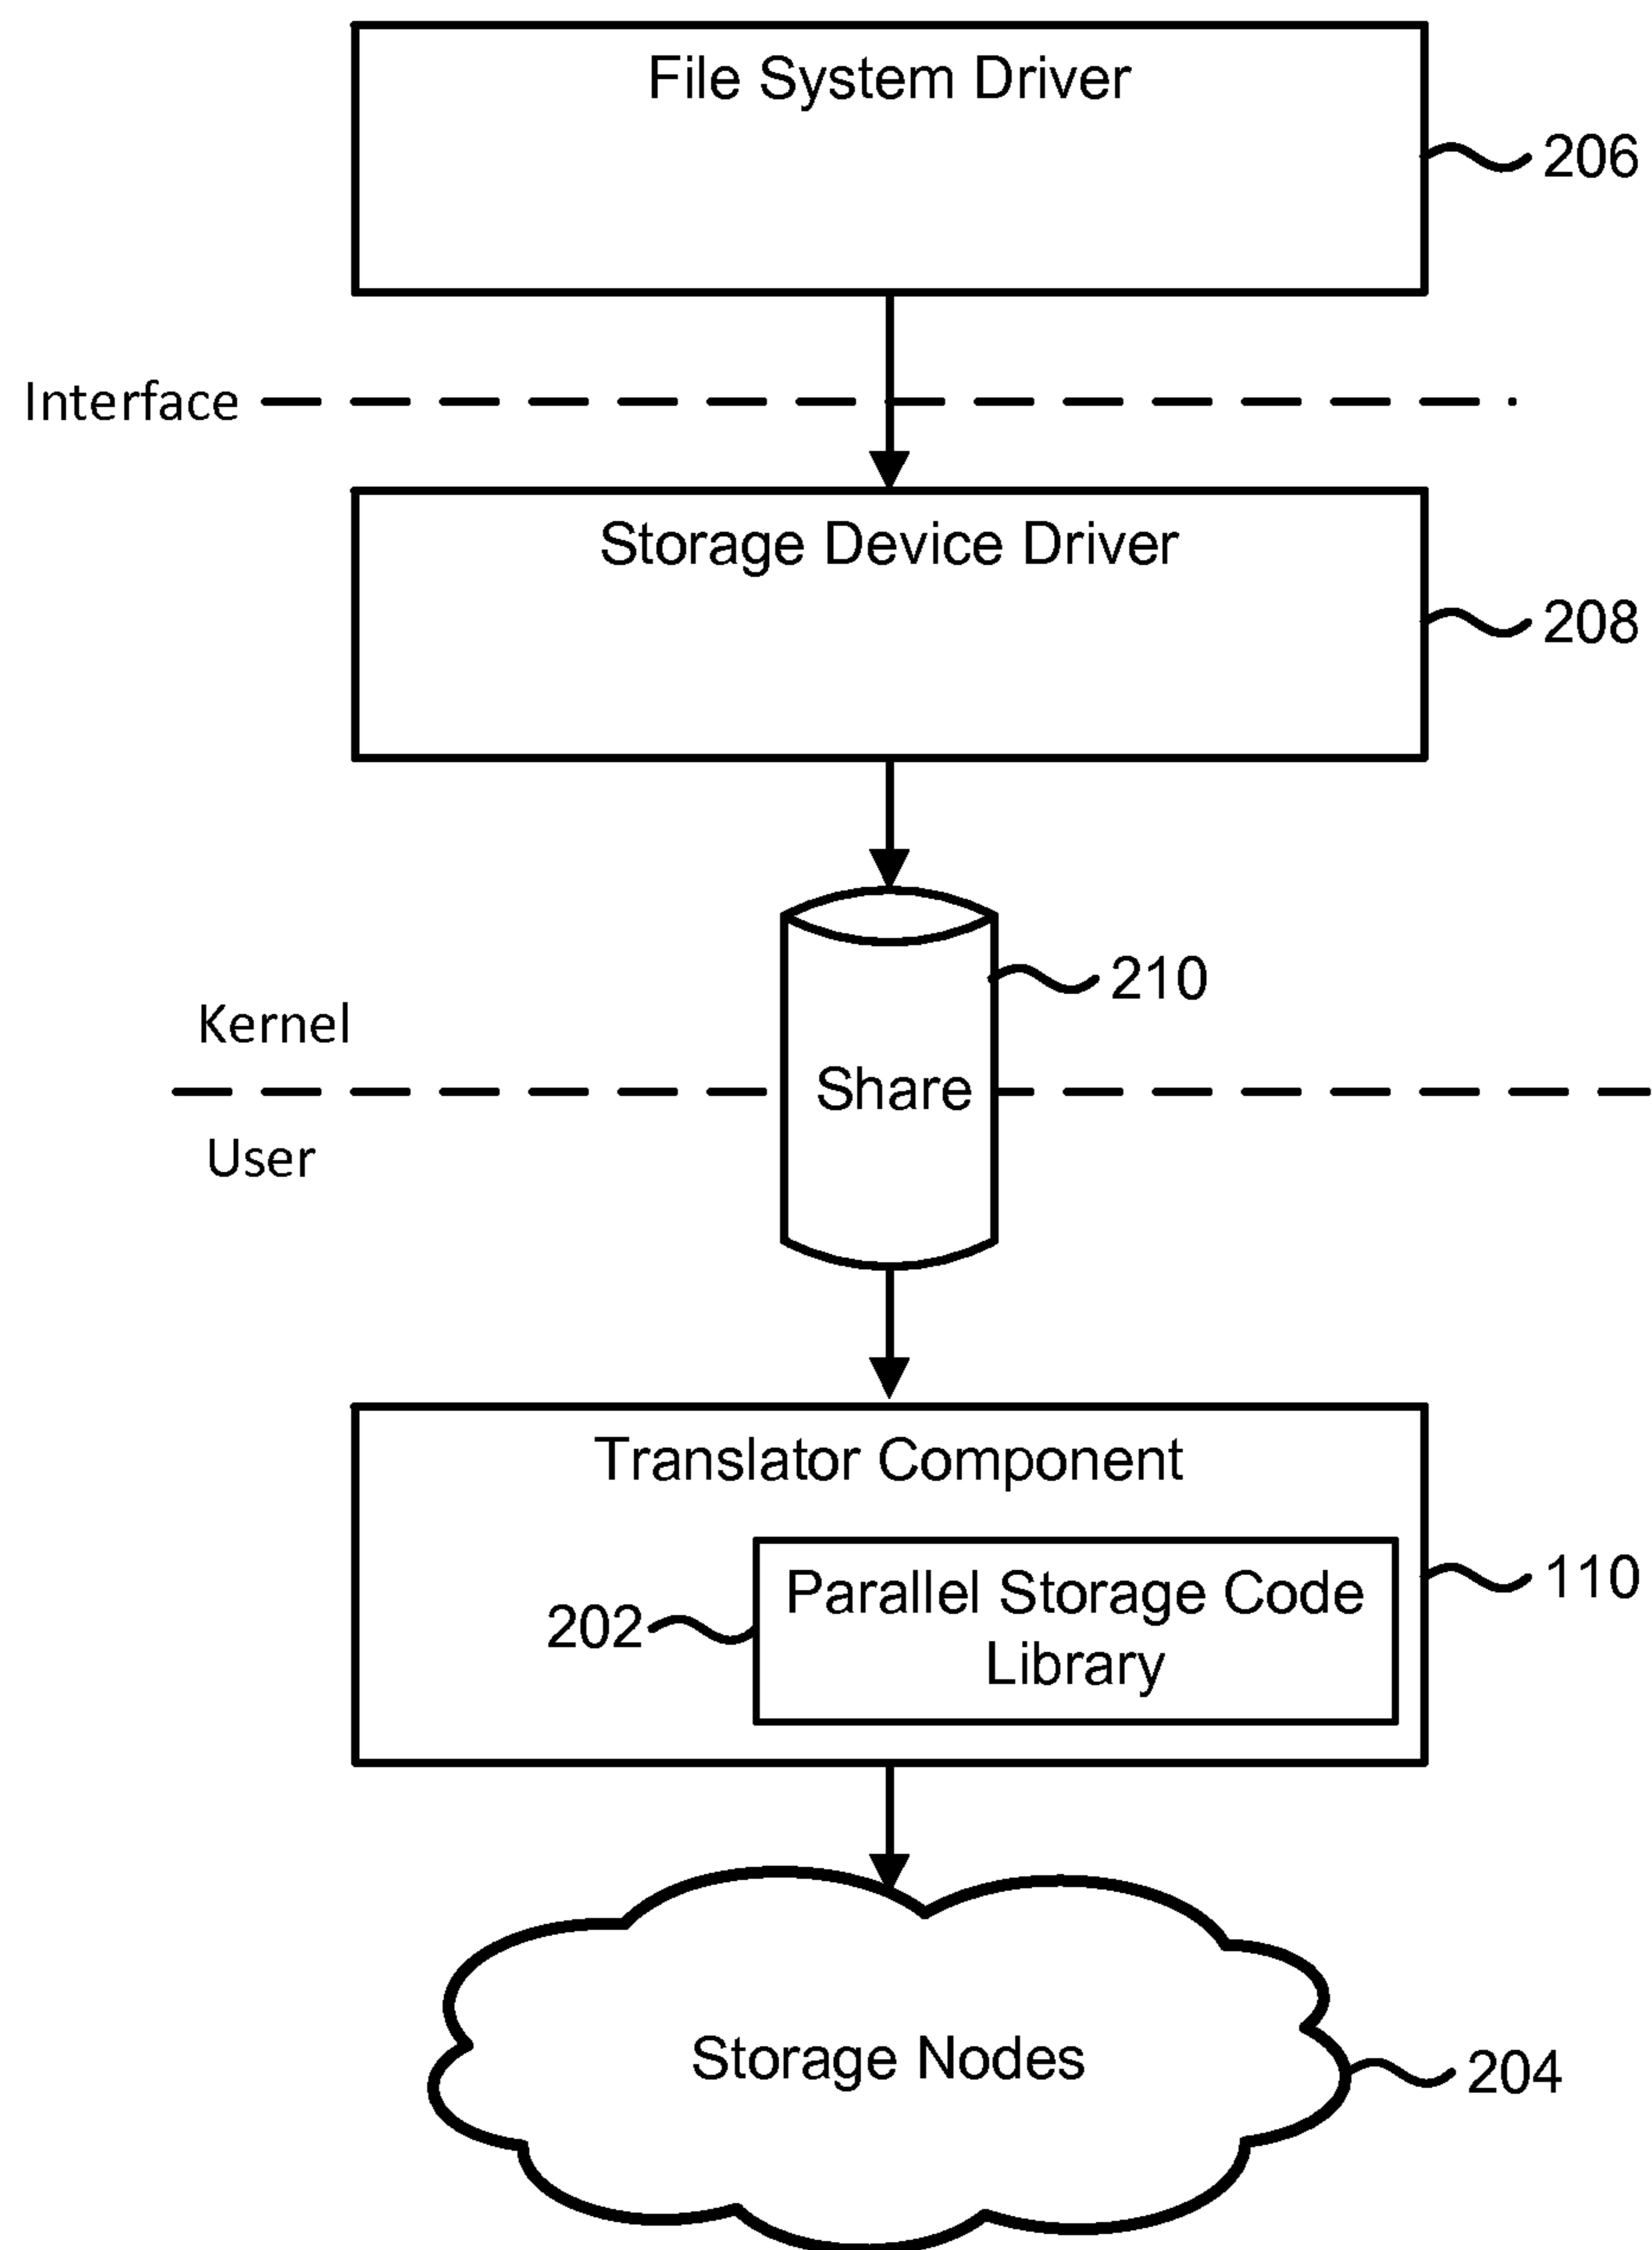 File System Driver
206
Interface
Storage Device Driver
208
210
Kernel
Share
User
Translator Component
110
Parallel Storage Code
202
Library
Storage Nodes
204